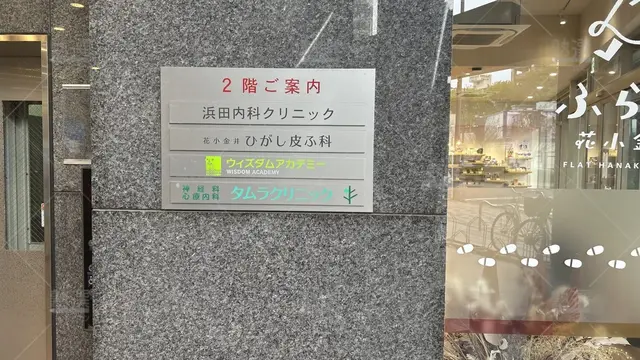 2階ご案内
浜田内科クリニック
花小金井 ひがし皮ふ科
ウィズダムアカデミー
WISDOM ACADEMY
神経科
心療内科 タムラクリニック
ふら
花小金
FLAT HANAK